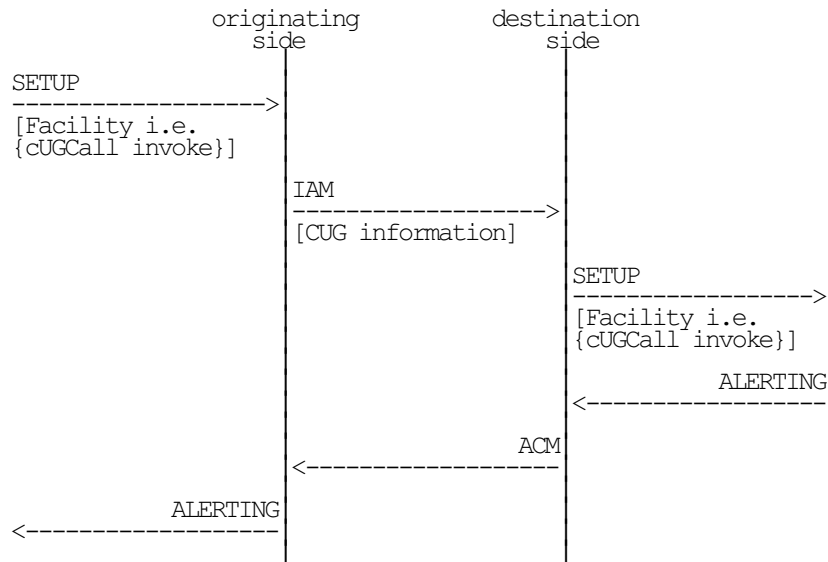 originating side
destination side
SETUP
[Facility i.e.
{cUGCall invoke}]
IAM
[CUG information]
SETUP
[Facility i.e.
{cUGCall invoke}]
ALERTING
ACM
ALERTING